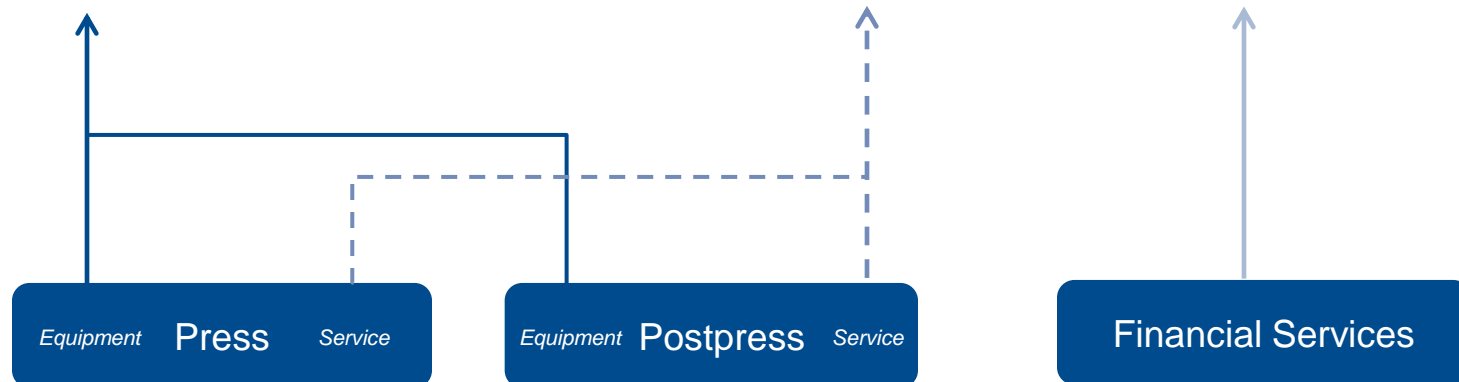 Equipment Press Service
Equipment Postpress Service
Financial Services